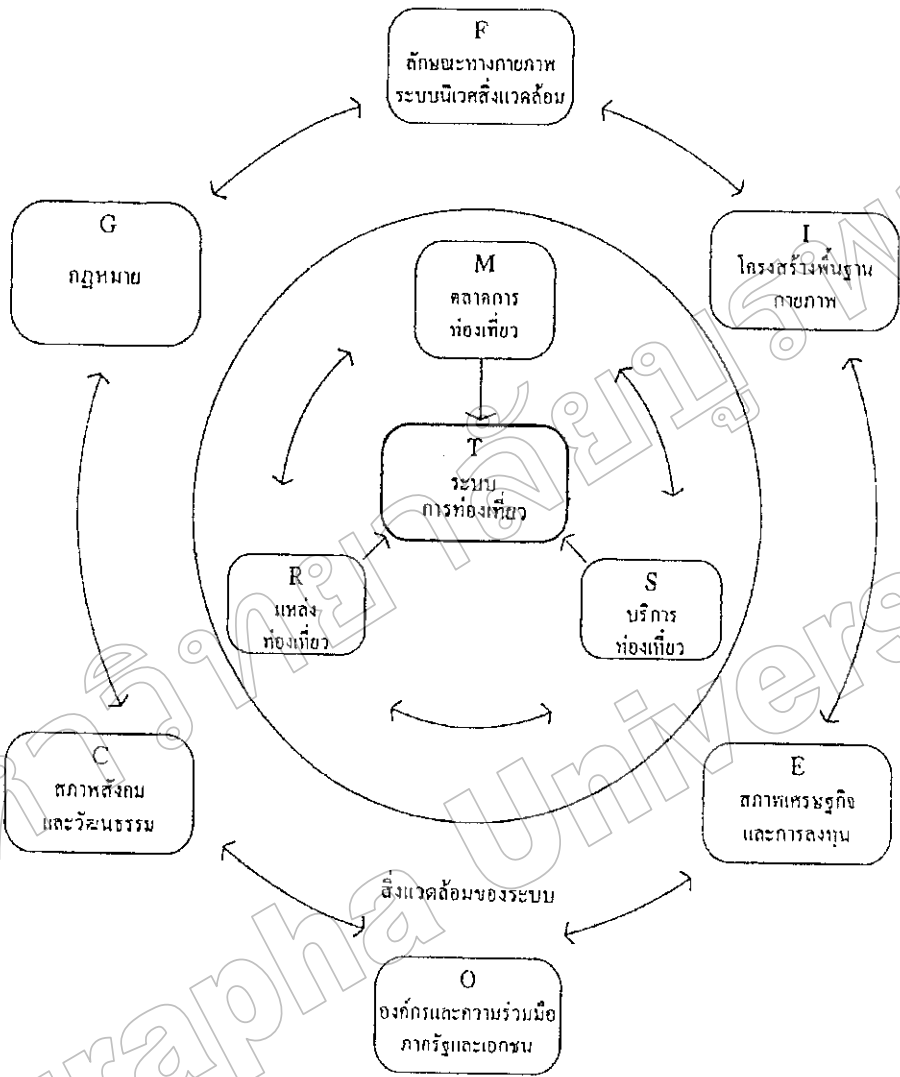 F
ลักษณะทางกายภาพ
ระบบนิเวศสิ่งแวดล้อม
G
กฎหมาย
I
โครงสร้างพื้นฐาน
กายภาพ
M
ตลาดการ
ท่องเที่ยว
T
ระบบ
การท่องเที่ยว
R
แหล่ง
ท่องเที่ยว
S
บริการ
ท่องเที่ยว
C
สภาพสังคม
และวัฒนธรรม
E
สภาพเศรษฐกิจ
และการลงทุน
สิ่งแวดล้อมของระบบ
O
องค์กรและความร่วมมือ
ภาครัฐและเอกชน